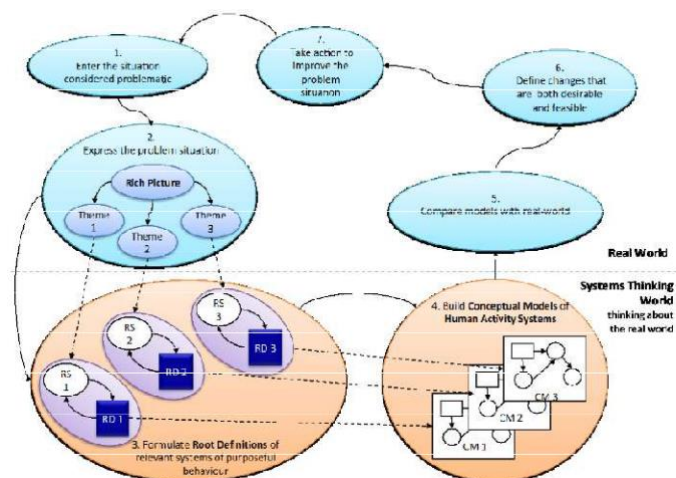 1.
Enter the situation
considered problematic
7.
Take action to
improve the
problem
situation
6.
Define changes that
are both desirable
and feasible
2.
Express the problem situation
Rich Picture
Theme
1
Theme
2
Theme
3
5.
Compare models with real-world
Real World
Systems Thinking
World
thinking about
the real world
RS
1
RD 1
RS
2
RD 2
RS
3
RD 3
3. Formulate Root Definitions of
relevant systems of purposeful
behaviour
4. Build Conceptual Models of
Human Activity Systems
CM 3
CM 2
CM 1